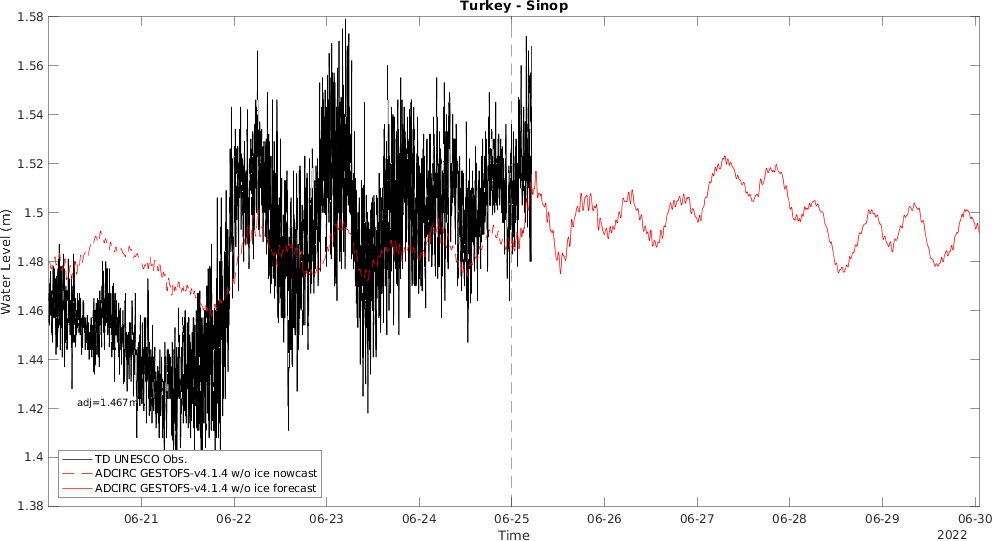 Turkey - Sinop
1.58
1.56
1.54
1.52
1.5
1.48
1.46
1.44
1.42
1.4
1.38
Water Level (m)
adj=1.467m
TD UNESCO Obs.
ADCIRC GESTOFS-v4.1.4 w/o ice nowcast
ADCIRC GESTOFS-v4.1.4 w/o ice forecast
06-21 06-22 06-23 06-24 06-25 06-26 06-27 06-28 06-29 06-30
Time
2022